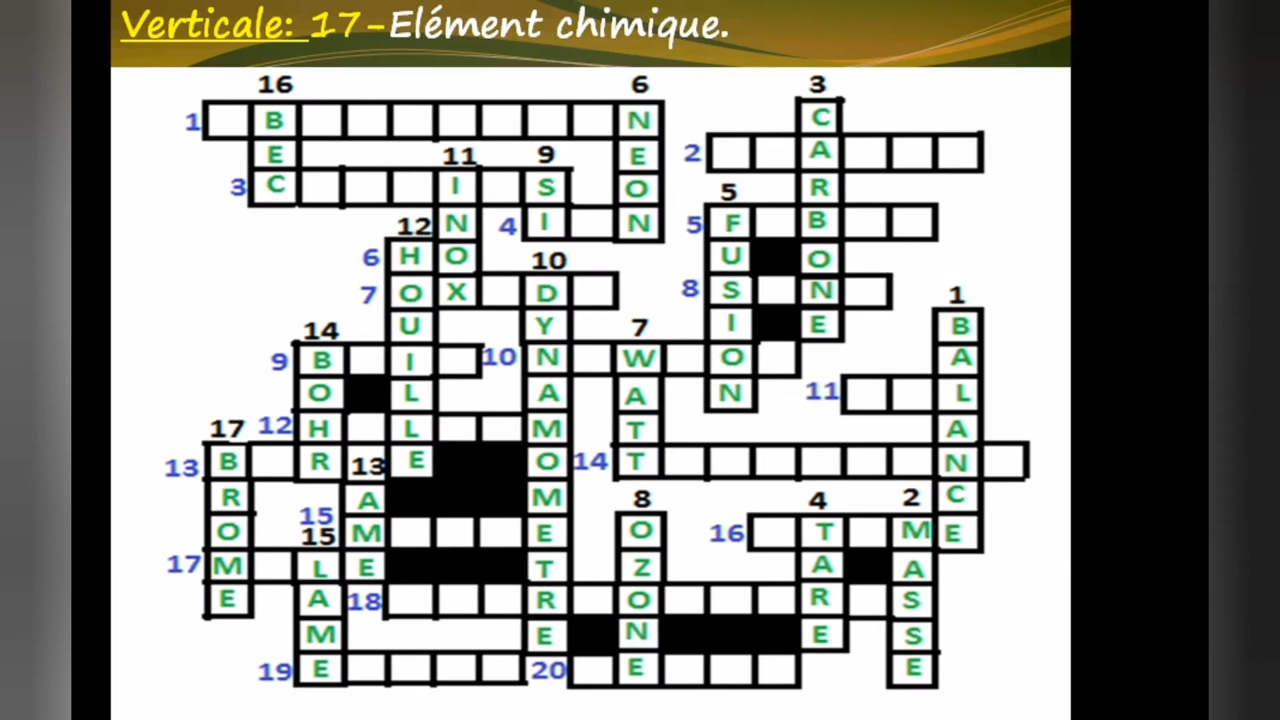 Verticale: 17-Elément chimique.
16 6 3
1 B N C
E 11 9 E 2 A
3 C I S O 5 R
12 N 4 I N 5 F B
6 H O 10 U O
7 O X D 8 S N 1
14 U Y 7 I E B
9 B I 10 N W O A
O L A A N 11 L
17 12 H L M T A
13 B R 13 E O 14 T N
R A M 8 4 2 C
O 15 M E O 16 T M E
15
17 M L E T Z A A
E A 18 R O R S
M E N E S
19 E 20 E E